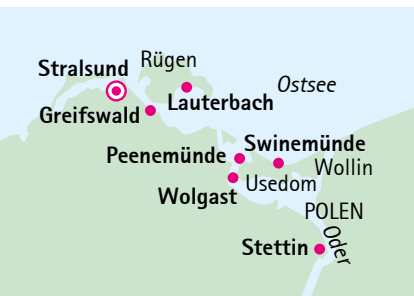 Rügen
Stralsund
Ostsee
Lauterbach
Greifswald
Swinemünde
Peenemünde
Wollin
Usedom
Wolgast
POLEN
Oder
Stettin